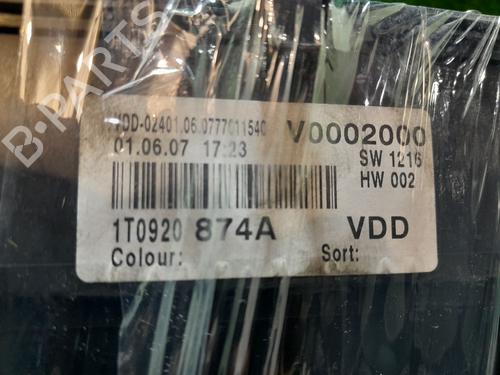 VDD-02401.06.0777011540
V0002000
01.06.07 17:23
SW 1216
HW 002
1T0920 874A
VDD
Colour:
Sort:
B-PARTS